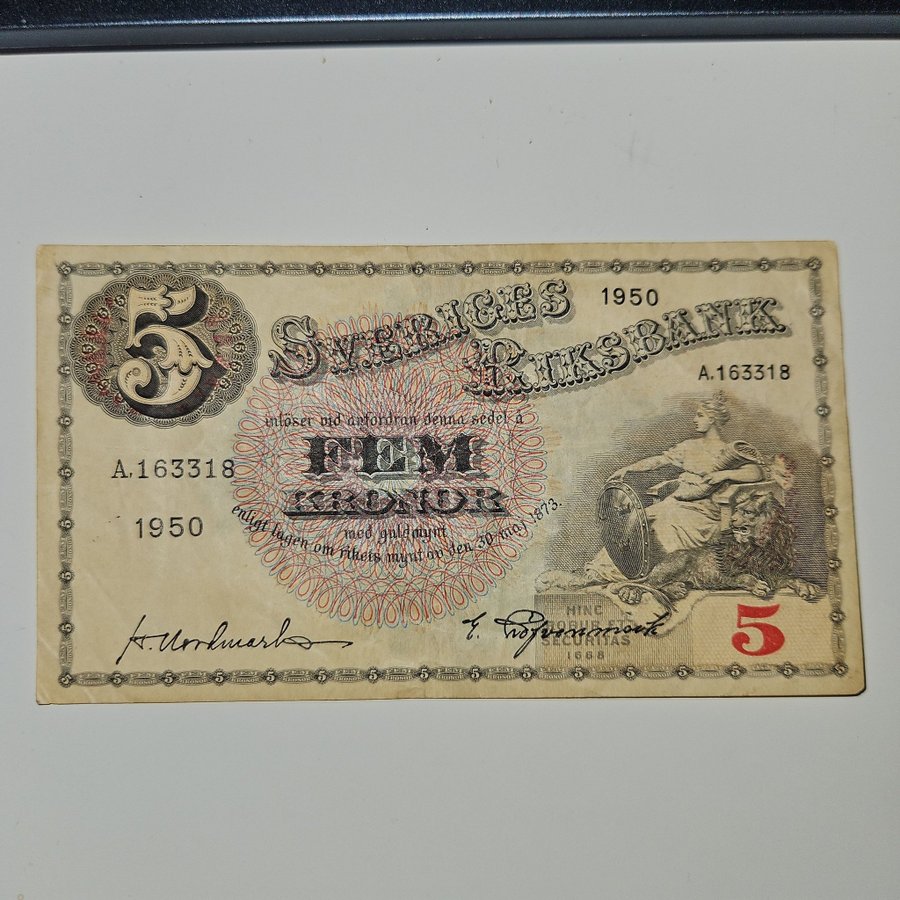 5
SVERIGES 1950
RIKSBANK
A.163318
inlöser vid anfordran denna sedel å
FEM
KRONOR
A.163318
1950
med guldmynt
enligt lagen om rikets mynt av den 30 maj 1873.
HINC
ROBUR ET
SECURITAS
1668
5